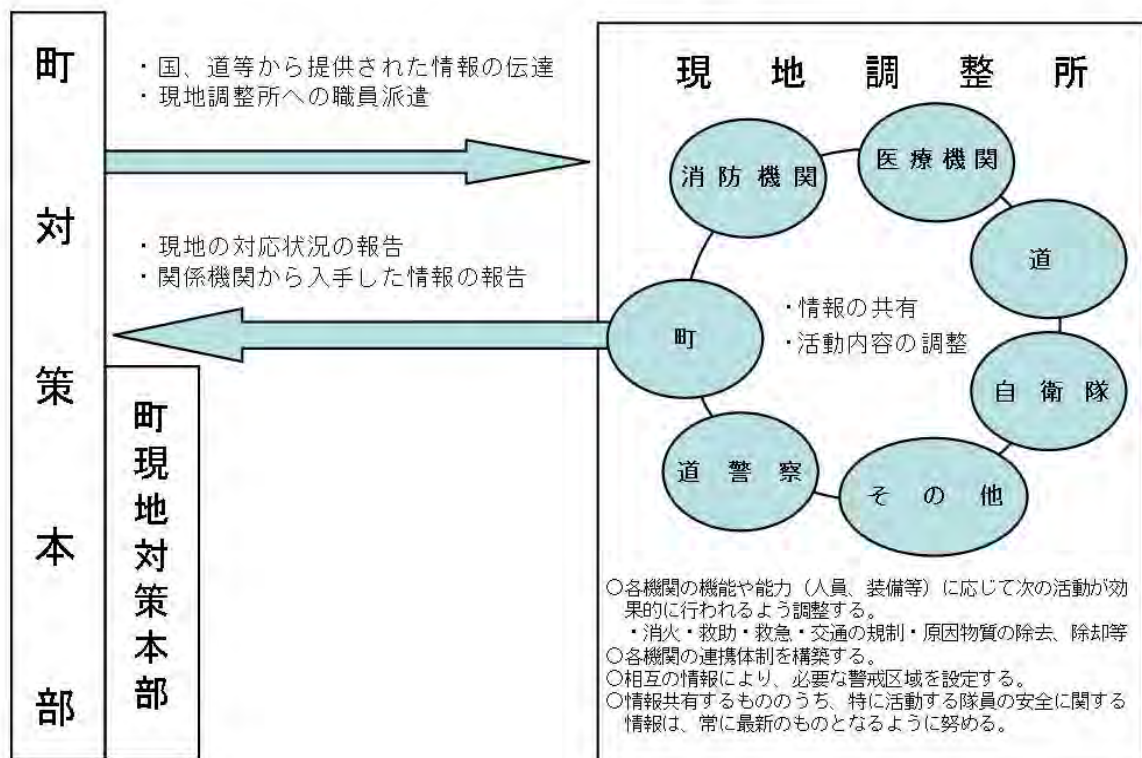 町対策本部
町現地対策本部
・国、道等から提供された情報の伝達
・現地調整所への職員派遣
・現地の対応状況の報告
・関係機関から入手した情報の報告
現地調整所
消防機関
医療機関
道
自衛隊
その他
道警察
町
・情報の共有
・活動内容の調整
○各機関の機能や能力（人員、装備等）に応じて次の活動が効
果的に行われるよう調整する。
・消火・救助・救急・交通の規制・原因物質の除去、除却等
○各機関の連携体制を構築する。
○相互の情報により、必要な警戒区域を設定する。
○情報共有するもののうち、特に活動する隊員の安全に関する
情報は、常に最新のものとなるように努める。